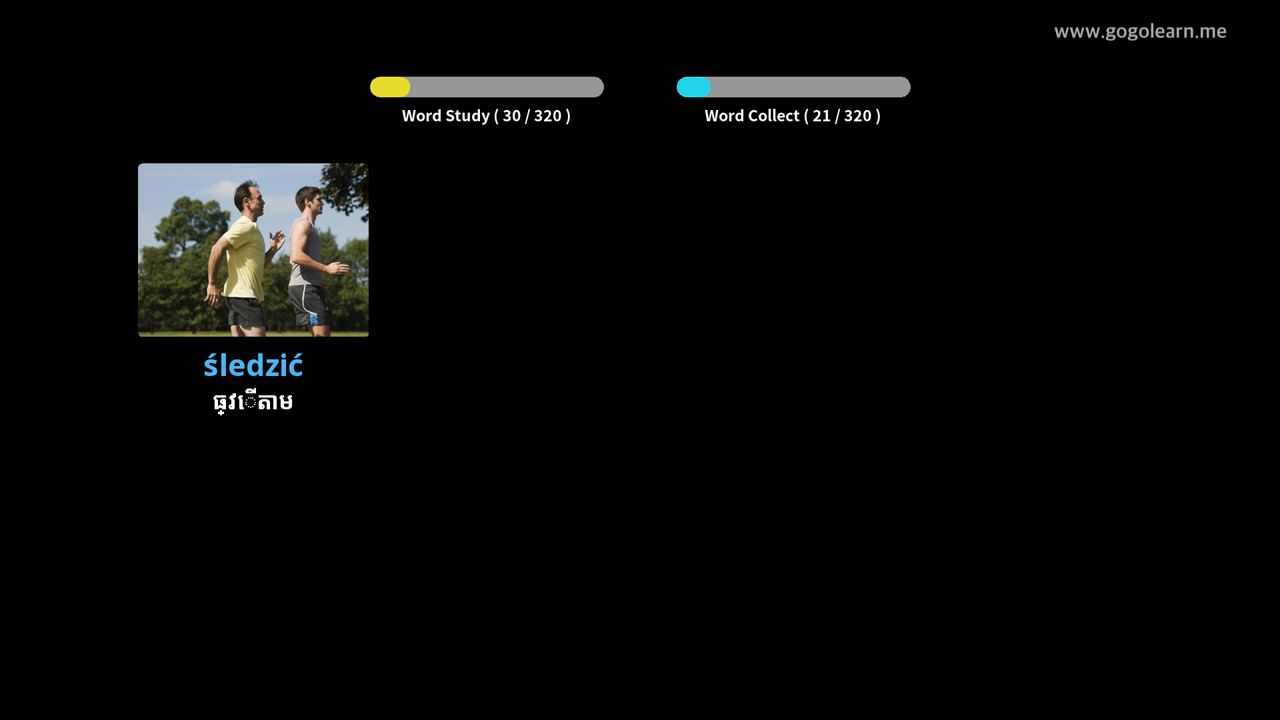 www.gogolearn.me
Word Study ( 30 / 320 )
Word Collect ( 21 / 320 )
śledzić
ធ្វើតាម